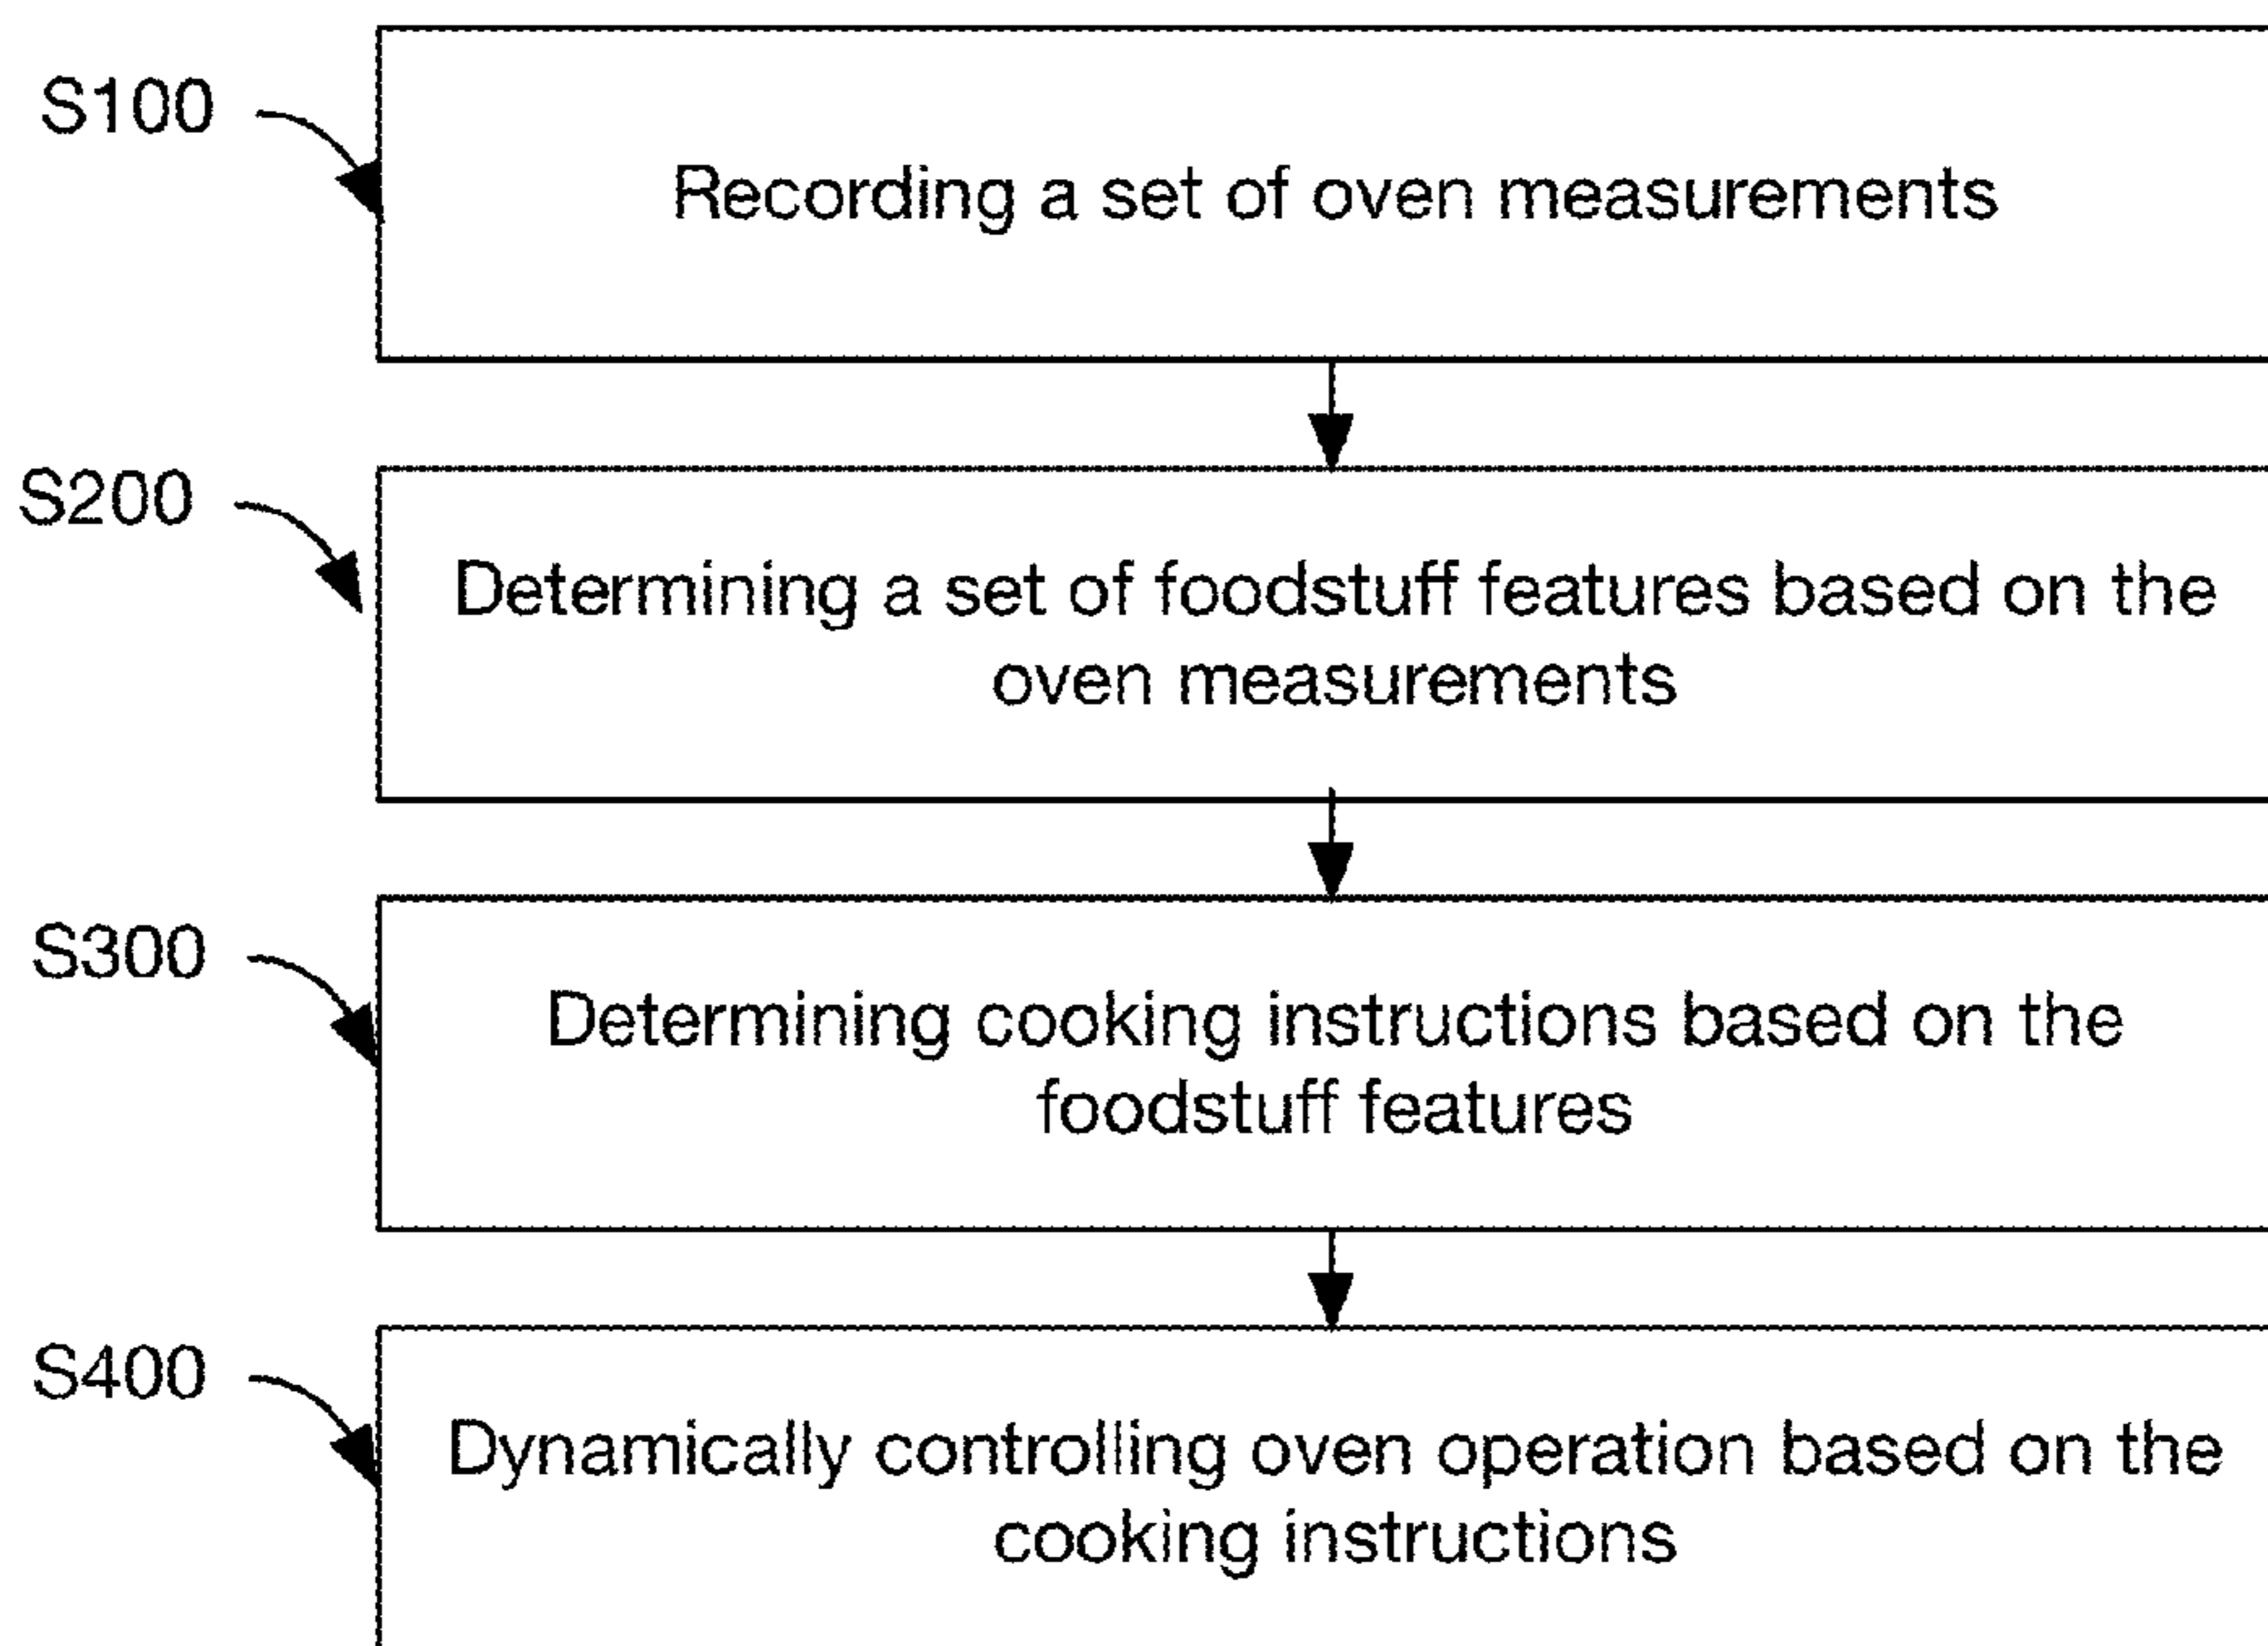 S100
Recording a set of oven measurements
S200
Determining a set of foodstuff features based on the
oven measurements
S300
Determining cooking instructions based on the
foodstuff features
S400
Dynamically controlling oven operation based on the
cooking instructions